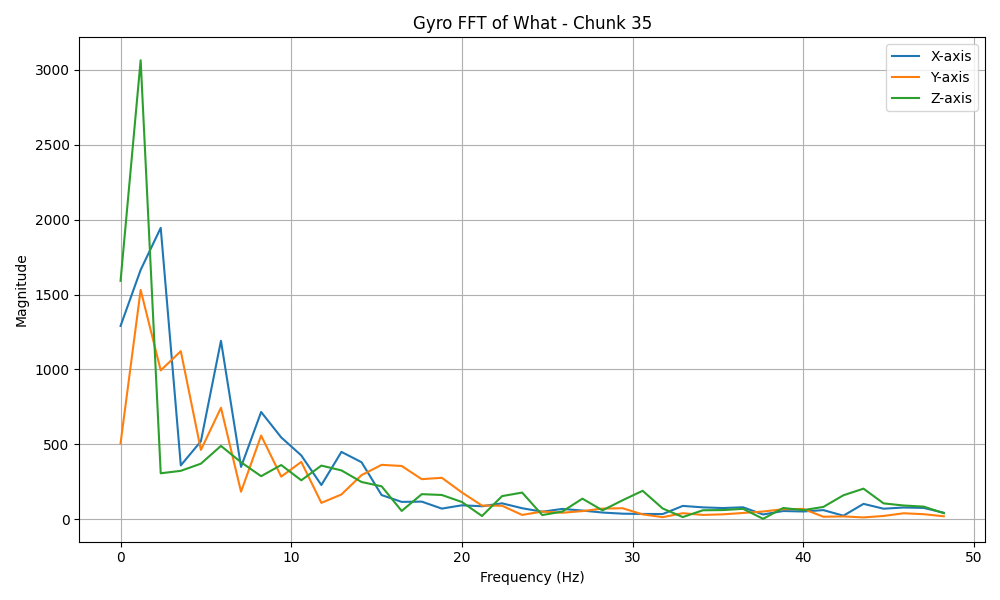 Gyro FFT of What - Chunk 35
X-axis
Y-axis
Z-axis
3000
2500
2000
1500
1000
500
0
Magnitude
0 10 20 30 40 50
Frequency (Hz)